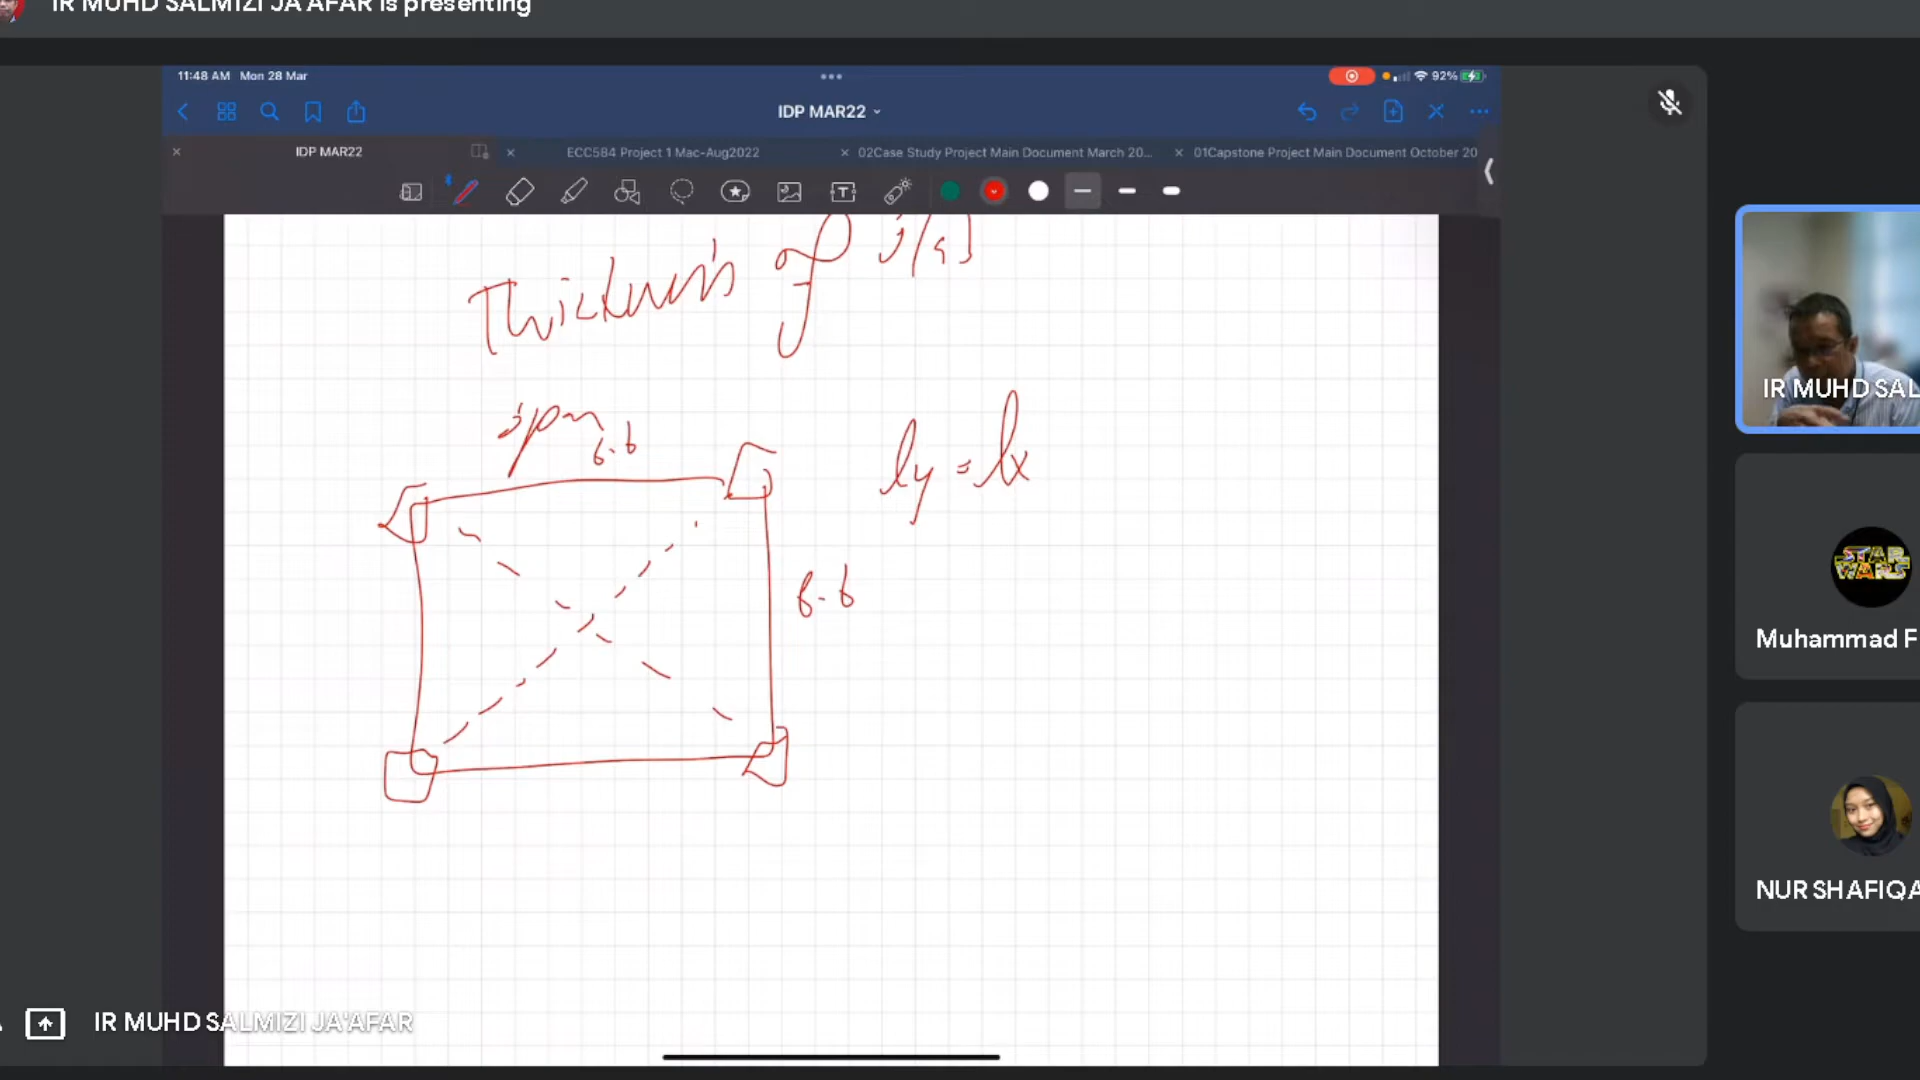 IR MUHD SALMIZI JA'AFAR is presenting
11:48 AM Mon 28 Mar
92%
IDP MAR22
IDP MAR22
ECC584 Project 1 Mac-Aug2022
02Case Study Project Main Document March 20...
01Capstone Project Main Document October 20
T
Thickness of
span
6.6
ly = lx
6.6
IR MUHD SAL
STAR
WARS
Muhammad F
NUR SHAFIQA
IR MUHD SALMIZI JA'AFAR